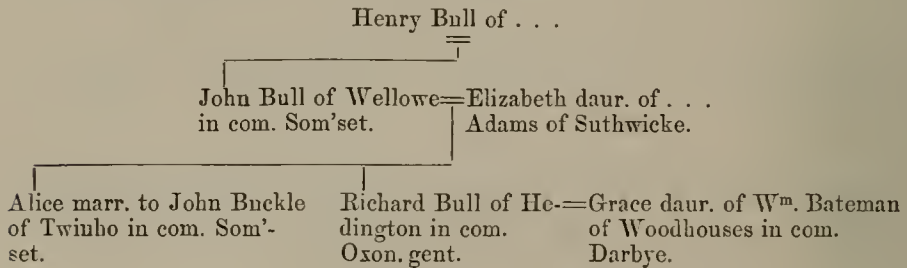 Henry Bull of . . .
John Bull of Wellowe=Elizabeth daur. of . . .
in com. Som'set. Adams of Suthwicke.
Alice marr. to John Buckle Richard Bull of He-=Grace daur. of Wm. Bateman
of Twiuho in com. Som'- dington in com. of Woodhouses in com.
set. Oxon. gent. Darbye.